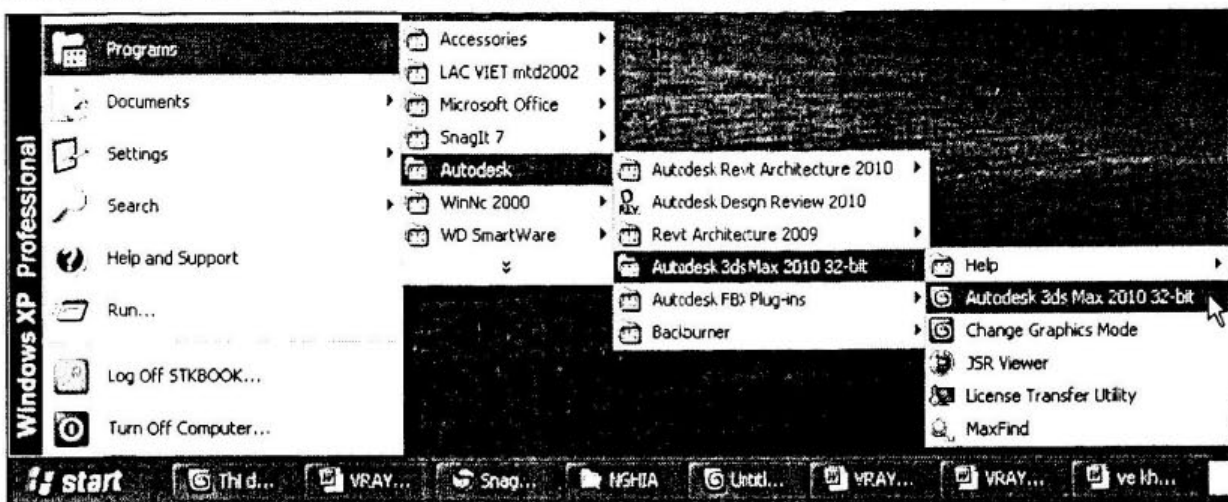 Windows XP Professional
Programs
Documents
Settings
Search
Help and Support
Run...
Log Off STKBOOK...
Turn Off Computer...
Accessories
LAC VIET mtd2002
Microsoft Office
SnagIt 7
Autodesk
WinNc 2000
WD SmartWare
Autodesk Revit Architecture 2010
Autodesk Design Review 2010
Revit Architecture 2009
Autodesk 3ds Max 2010 32-bit
Autodesk FBX Plug-ins
Backburner
Help
Autodesk 3ds Max 2010 32-bit
Change Graphics Mode
JSR Viewer
License Transfer Utility
MaxFind
start
Thi d...
VRAY...
Snag...
NGHIA
Untitl...
VRAY...
VRAY...
ve kh...